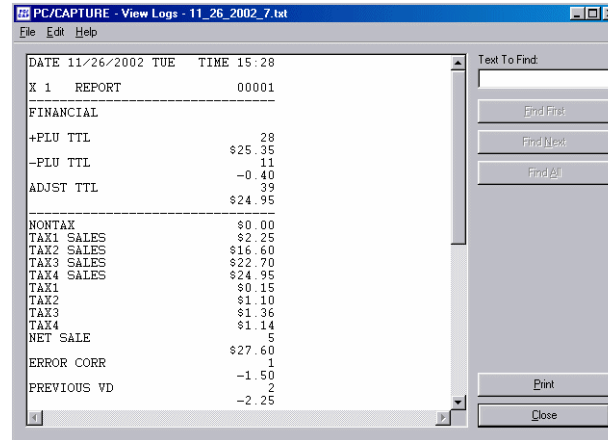 PC/CAPTURE - View Logs - 11_26_2002_7.txt
File Edit Help
DATE 11/26/2002 TUE TIME 15:28
X 1 REPORT 00001
FINANCIAL
+PLU TTL 28
$25.35
-PLU TTL 11
-0.40
ADJST TTL 39
$24.95
NONTAX $0.00
TAX1 SALES $2.25
TAX2 SALES $16.60
TAX3 SALES $22.70
TAX4 SALES $24.95
TAX1 $0.15
TAX2 $1.10
TAX3 $1.36
TAX4 $1.14
NET SALE 5
$27.60
ERROR CORR 1
-1.50
PREVIOUS VD 2
-2.25
Text To Find:
Find First
Find Next
Find All
Print
Close